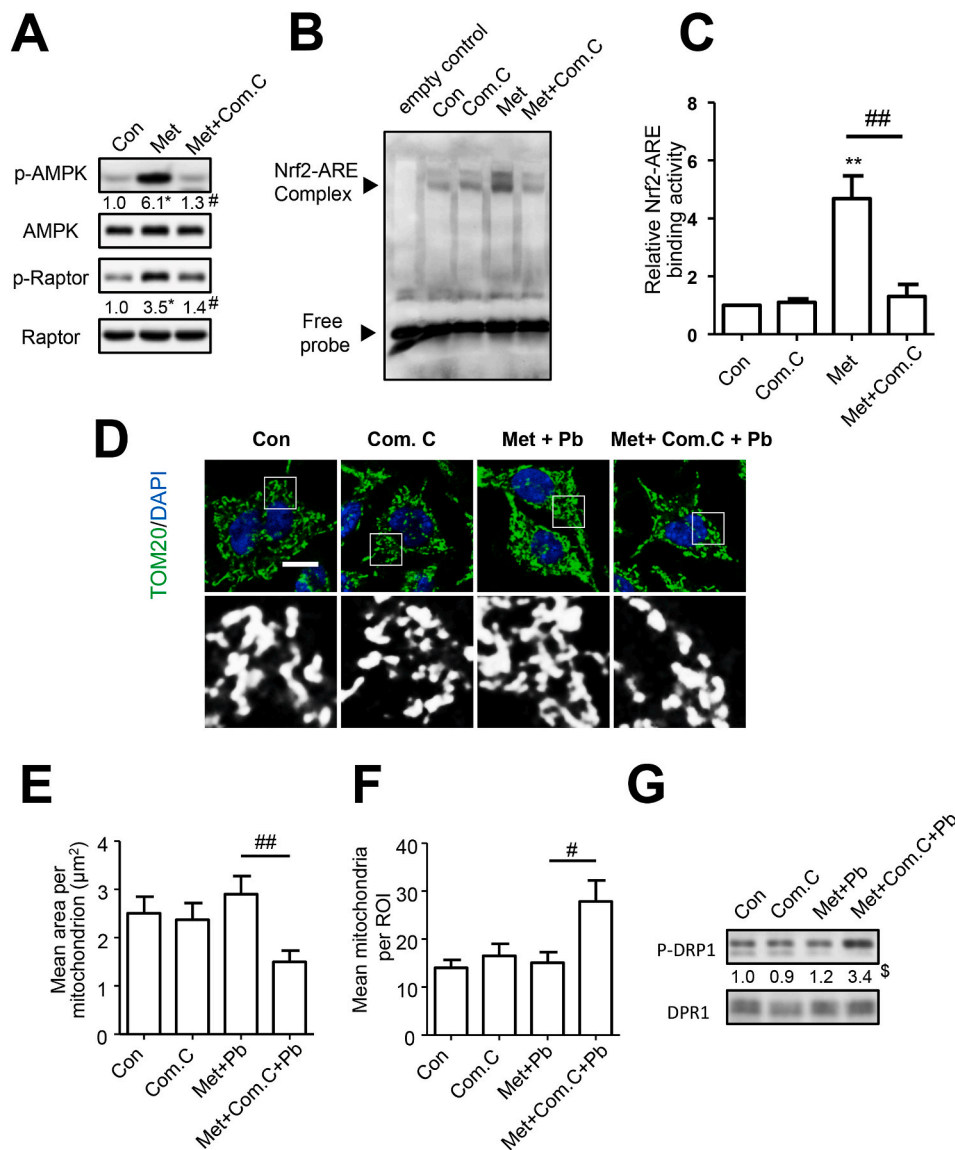 A
Con
Met
Met+Com.C
p-AMPK
1.0 6.1* 1.3 #
AMPK
p-Raptor
1.0 3.5* 1.4 #
Raptor
B
empty control
Con
Com.C
Met
Met+Com.C
Nrf2-ARE
Complex
Free
probe
C
Relative Nrf2-ARE
binding activity
8
6
4
2
0
##
**
Con
Com.C
Met
Met+Com.C
D
Con
Com. C
Met + Pb
Met+ Com.C + Pb
TOM20/DAPI
E
Mean area per
mitochondrion (µm²)
4
3
2
1
0
##
Con
Com.C
Met+Pb
Met+Com.C+Pb
F
Mean mitochondria
per ROI
40
30
20
10
0
#
Con
Com.C
Met+Pb
Met+Com.C+Pb
G
Con
Com.C
Met+Pb
Met+Com.C+Pb
P-DRP1
1.0 0.9 1.2 3.4 $
DPR1